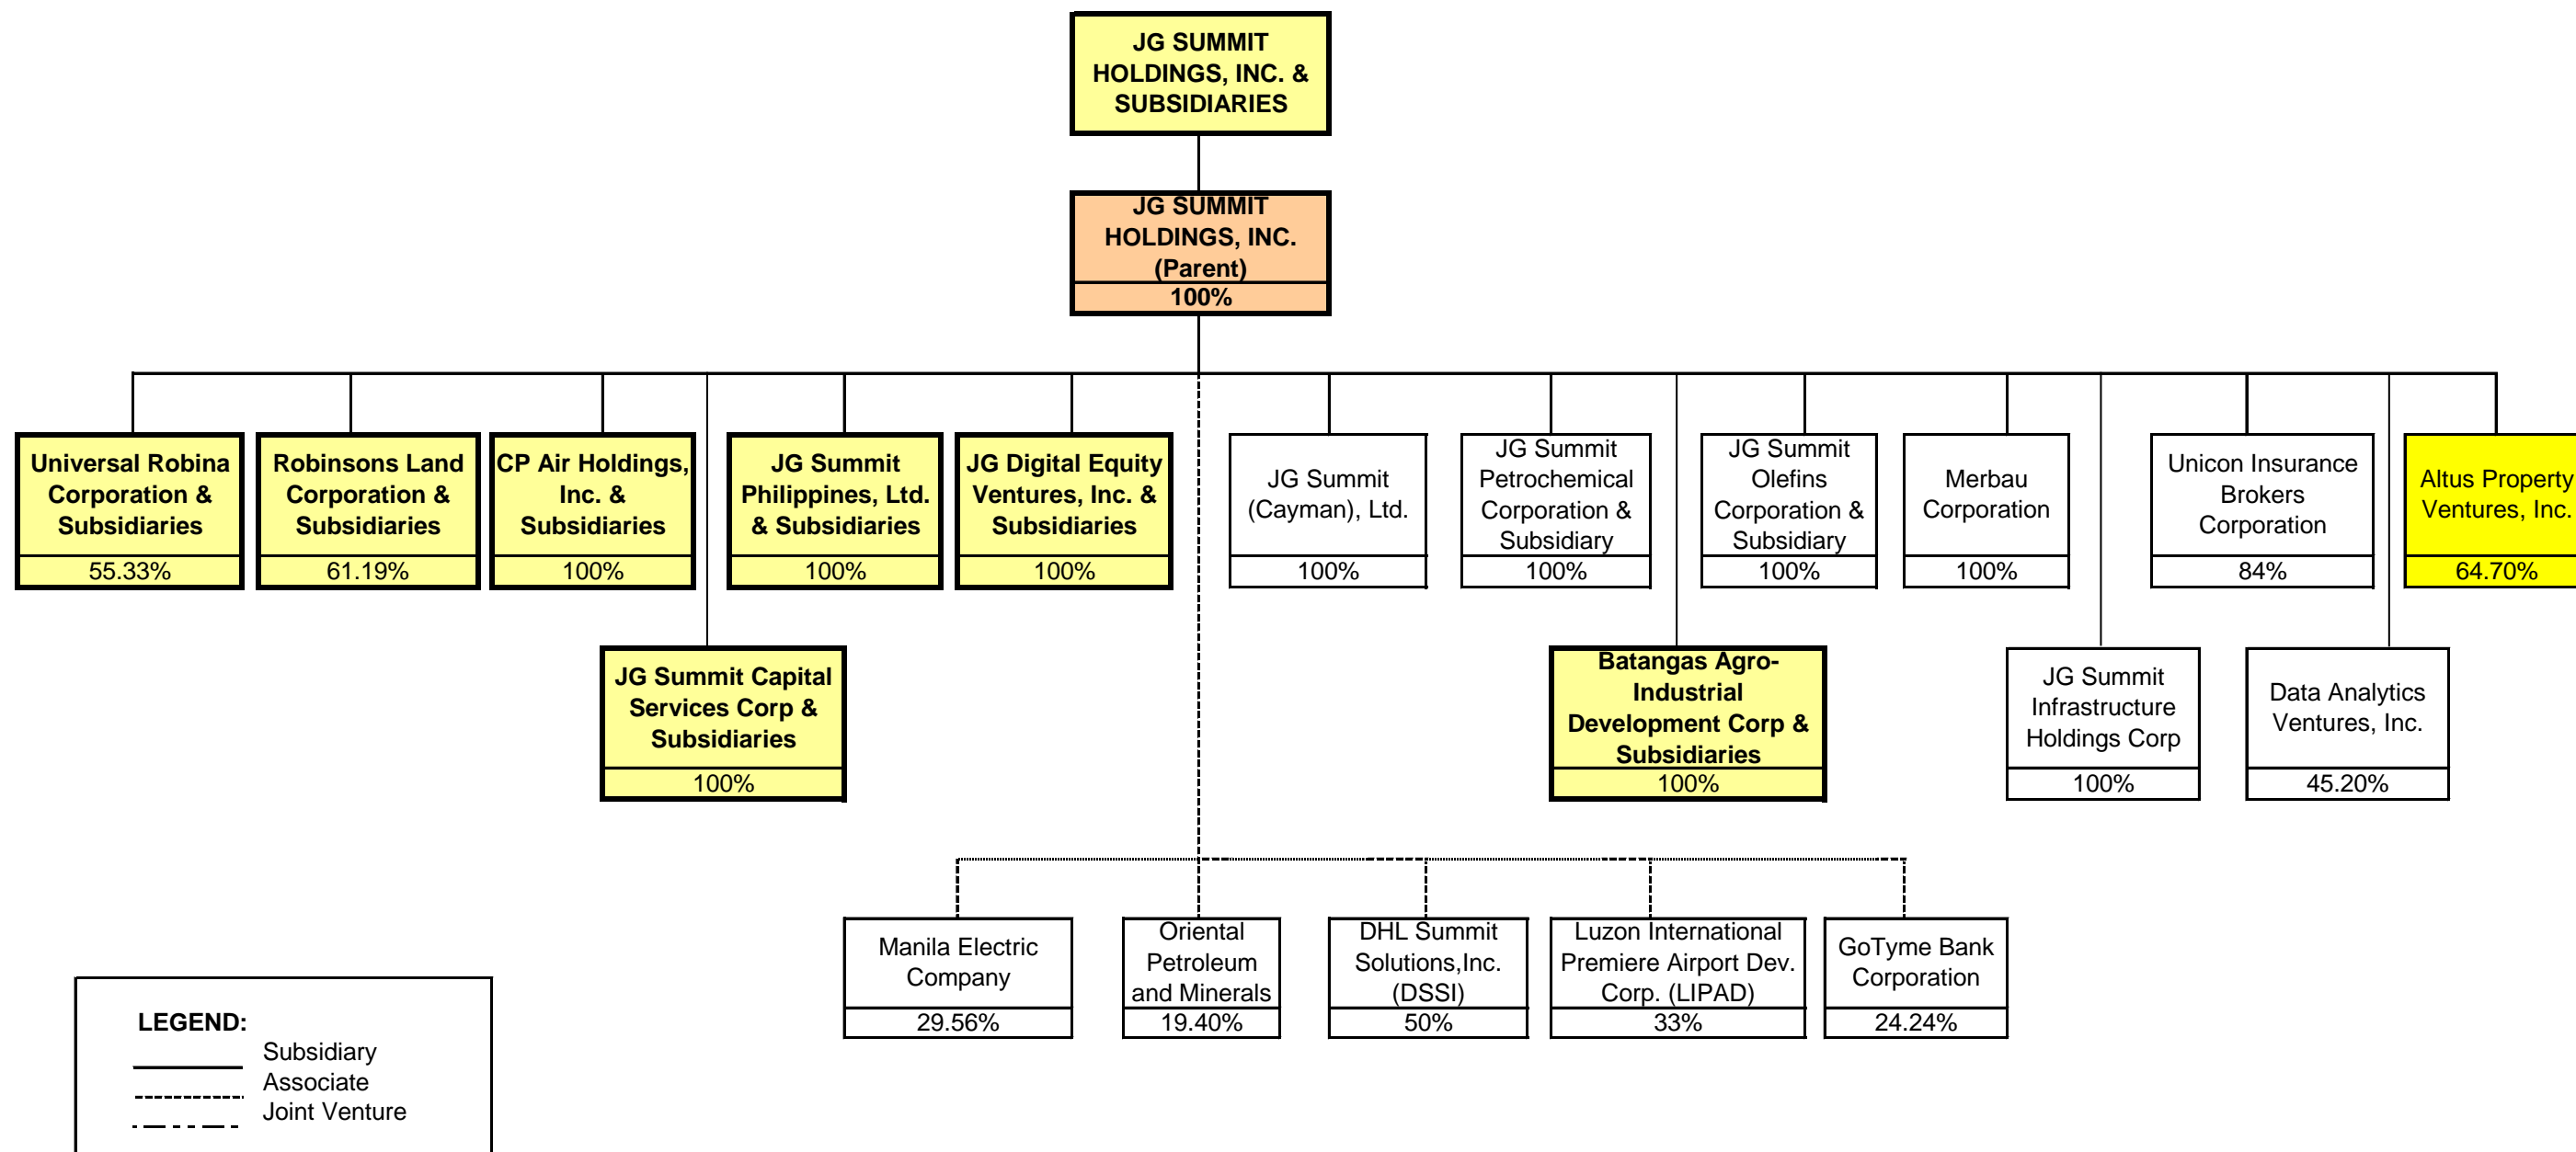 JG SUMMIT
HOLDINGS, INC. &
SUBSIDIARIES
JG SUMMIT
HOLDINGS, INC.
(Parent)
100%
Universal Robina
Corporation &
Subsidiaries
55.33%
Robinsons Land
Corporation &
Subsidiaries
61.19%
CP Air Holdings,
Inc. &
Subsidiaries
100%
JG Summit
Philippines, Ltd.
& Subsidiaries
100%
JG Digital Equity
Ventures, Inc. &
Subsidiaries
100%
JG Summit
(Cayman), Ltd.
100%
JG Summit
Petrochemical
Corporation &
Subsidiary
100%
JG Summit
Olefins
Corporation &
Subsidiary
100%
Merbau
Corporation
100%
Unicon Insurance
Brokers
Corporation
84%
Altus Property
Ventures, Inc.
64.70%
JG Summit Capital
Services Corp &
Subsidiaries
100%
Batangas Agro-
Industrial
Development Corp &
Subsidiaries
100%
JG Summit
Infrastructure
Holdings Corp
100%
Data Analytics
Ventures, Inc.
45.20%
Manila Electric
Company
29.56%
Oriental
Petroleum
and Minerals
19.40%
DHL Summit
Solutions,Inc.
(DSSI)
50%
Luzon International
Premiere Airport Dev.
Corp. (LIPAD)
33%
GoTyme Bank
Corporation
24.24%
LEGEND:
Subsidiary
Associate
Joint Venture